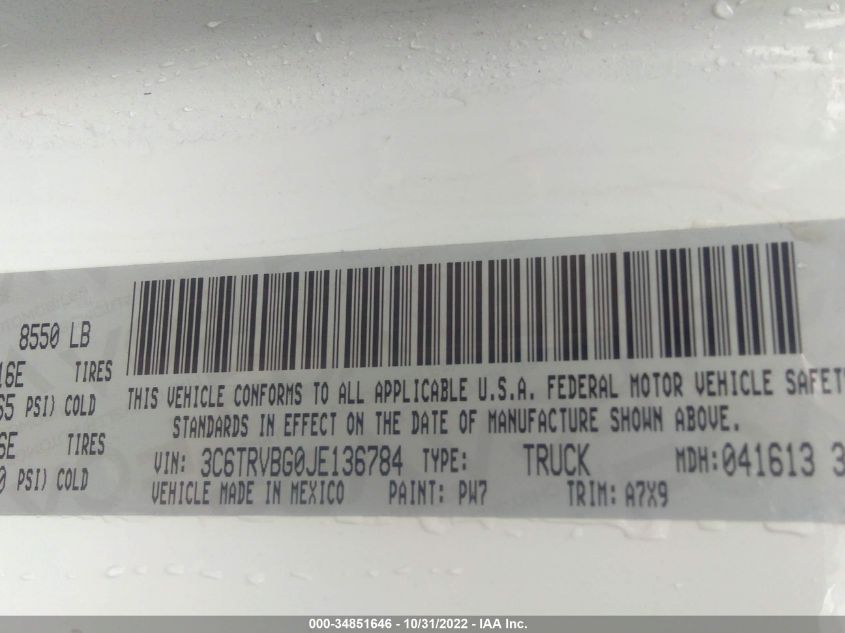 8550 LB
16E TIRES
65 PSI) COLD
6E TIRES
0 PSI) COLD
THIS VEHICLE CONFORMS TO ALL APPLICABLE U.S.A. FEDERAL MOTOR VEHICLE SAFETY
STANDARDS IN EFFECT ON THE DATE OF MANUFACTURE SHOWN ABOVE.
VIN: 3C6TRVBG0JE136784 TYPE: TRUCK MDH:041613 3
VEHICLE MADE IN MEXICO PAINT: PW7 TRIM: A7X9
000-34851646 - 10/31/2022 - IAA Inc.